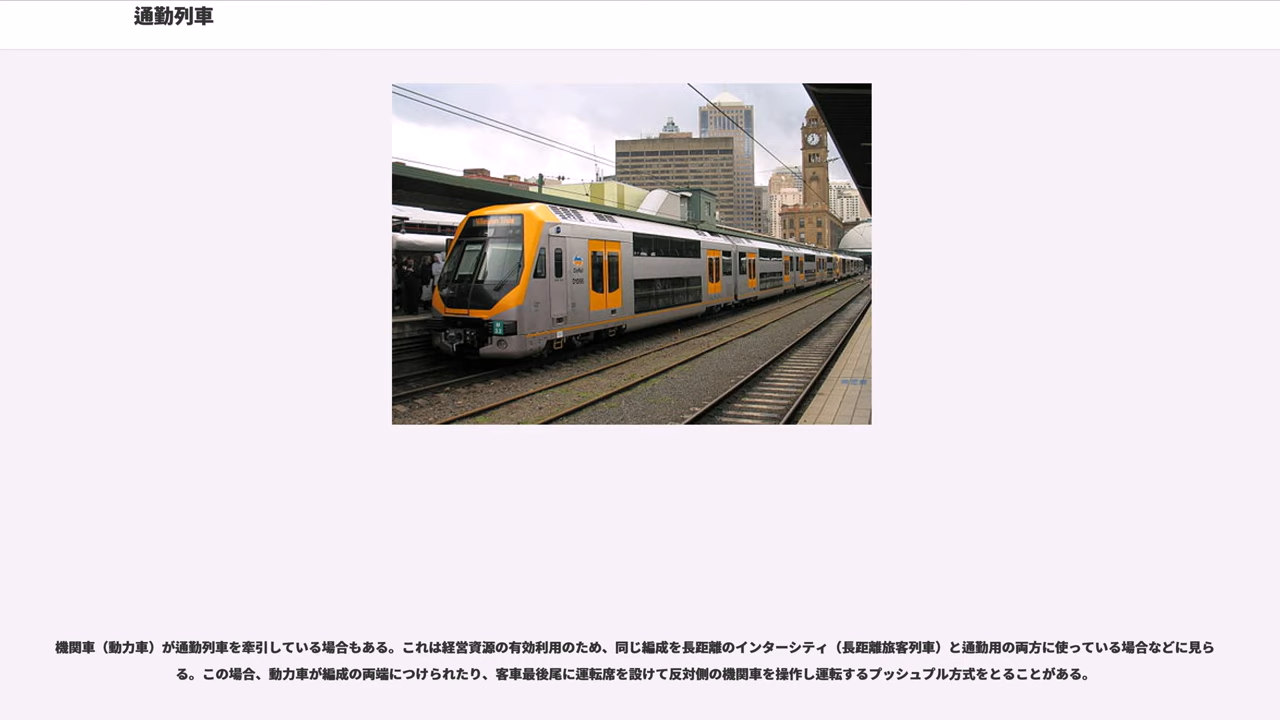 通勤列車
機関車（動力車）が通勤列車を牽引している場合もある。これは経営資源の有効利用のため、同じ編成を長距離のインターシティ（長距離旅客列車）と通勤用の両方に使っている場合などに見ら
る。この場合、動力車が編成の両端につけられたり、客車最後尾に運転席を設けて反対側の機関車を操作し運転するプッシュプル方式をとることがある。